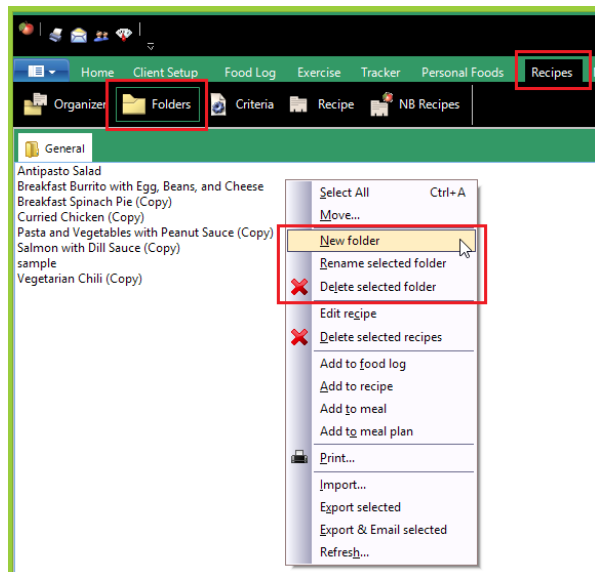 Home Client Setup Food Log Exercise Tracker Personal Foods Recipes
Organizer Folders Criteria Recipe NB Recipes
General
Antipasto Salad
Breakfast Burrito with Egg, Beans, and Cheese
Breakfast Spinach Pie (Copy)
Curried Chicken (Copy)
Pasta and Vegetables with Peanut Sauce (Copy)
Salmon with Dill Sauce (Copy)
sample
Vegetarian Chili (Copy)
Select All Ctrl+A
Move...
New folder
Rename selected folder
Delete selected folder
Edit recipe
Delete selected recipes
Add to food log
Add to recipe
Add to meal
Add to meal plan
Print...
Import...
Export selected
Export & Email selected
Refresh...